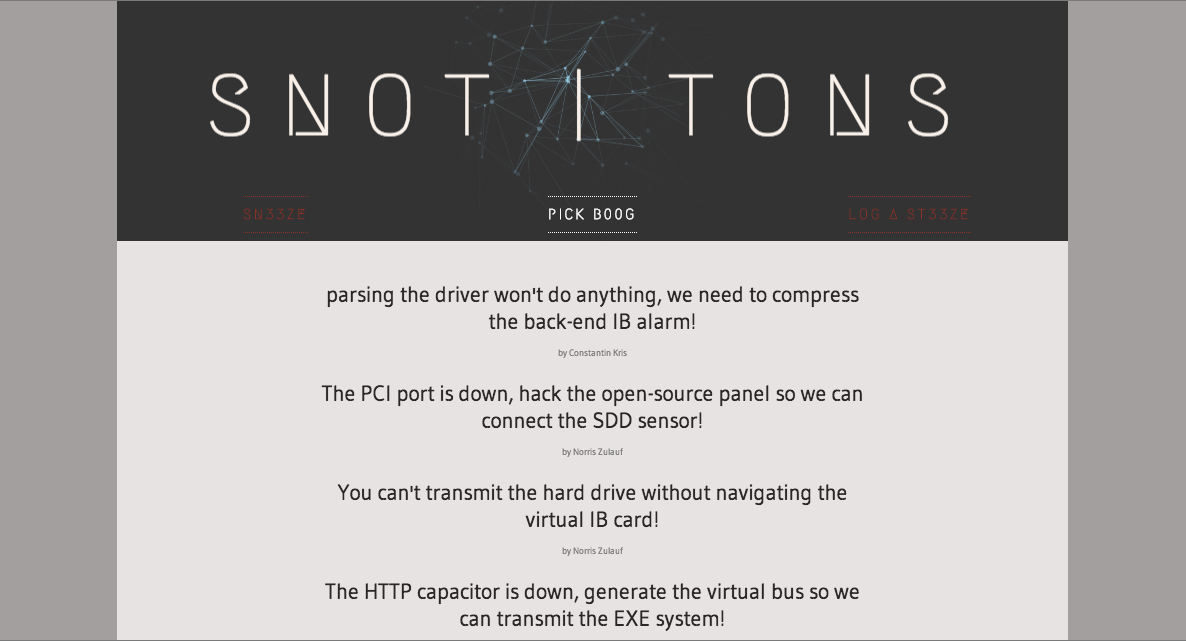 SNOT | TONS
SN33ZE
PICK B00G
L0G Δ ST33ZE
parsing the driver won't do anything, we need to compress
the back-end IB alarm!
by Constantin Kris
The PCI port is down, hack the open-source panel so we can
connect the SDD sensor!
by Norris Zulauf
You can't transmit the hard drive without navigating the
virtual IB card!
by Norris Zulauf
The HTTP capacitor is down, generate the virtual bus so we
can transmit the EXE system!